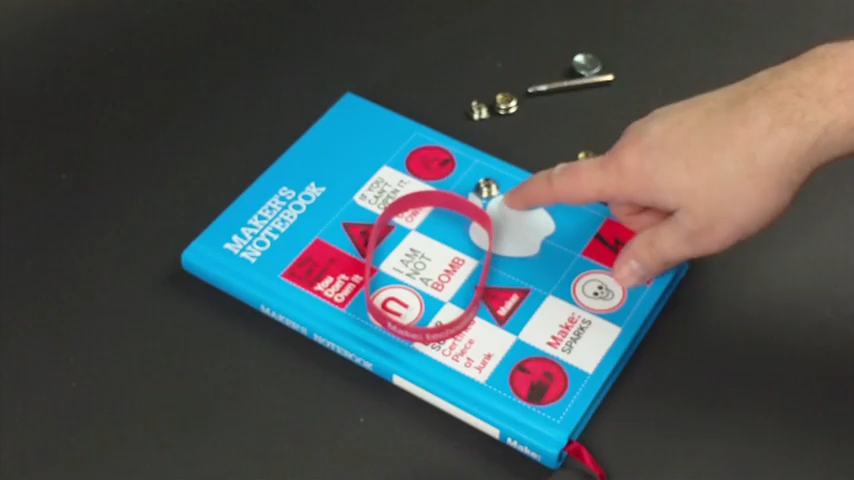 MAKER'S
NOTEBOOK
IF YOU
CAN'T
OPEN IT,
You
Don't
Own It
I AM
NOT
A
BOMB
n
Make:
Certified
Piece
of
Junk
Make:
SPARKS
MAKER'S NOTEBOOK
Make: